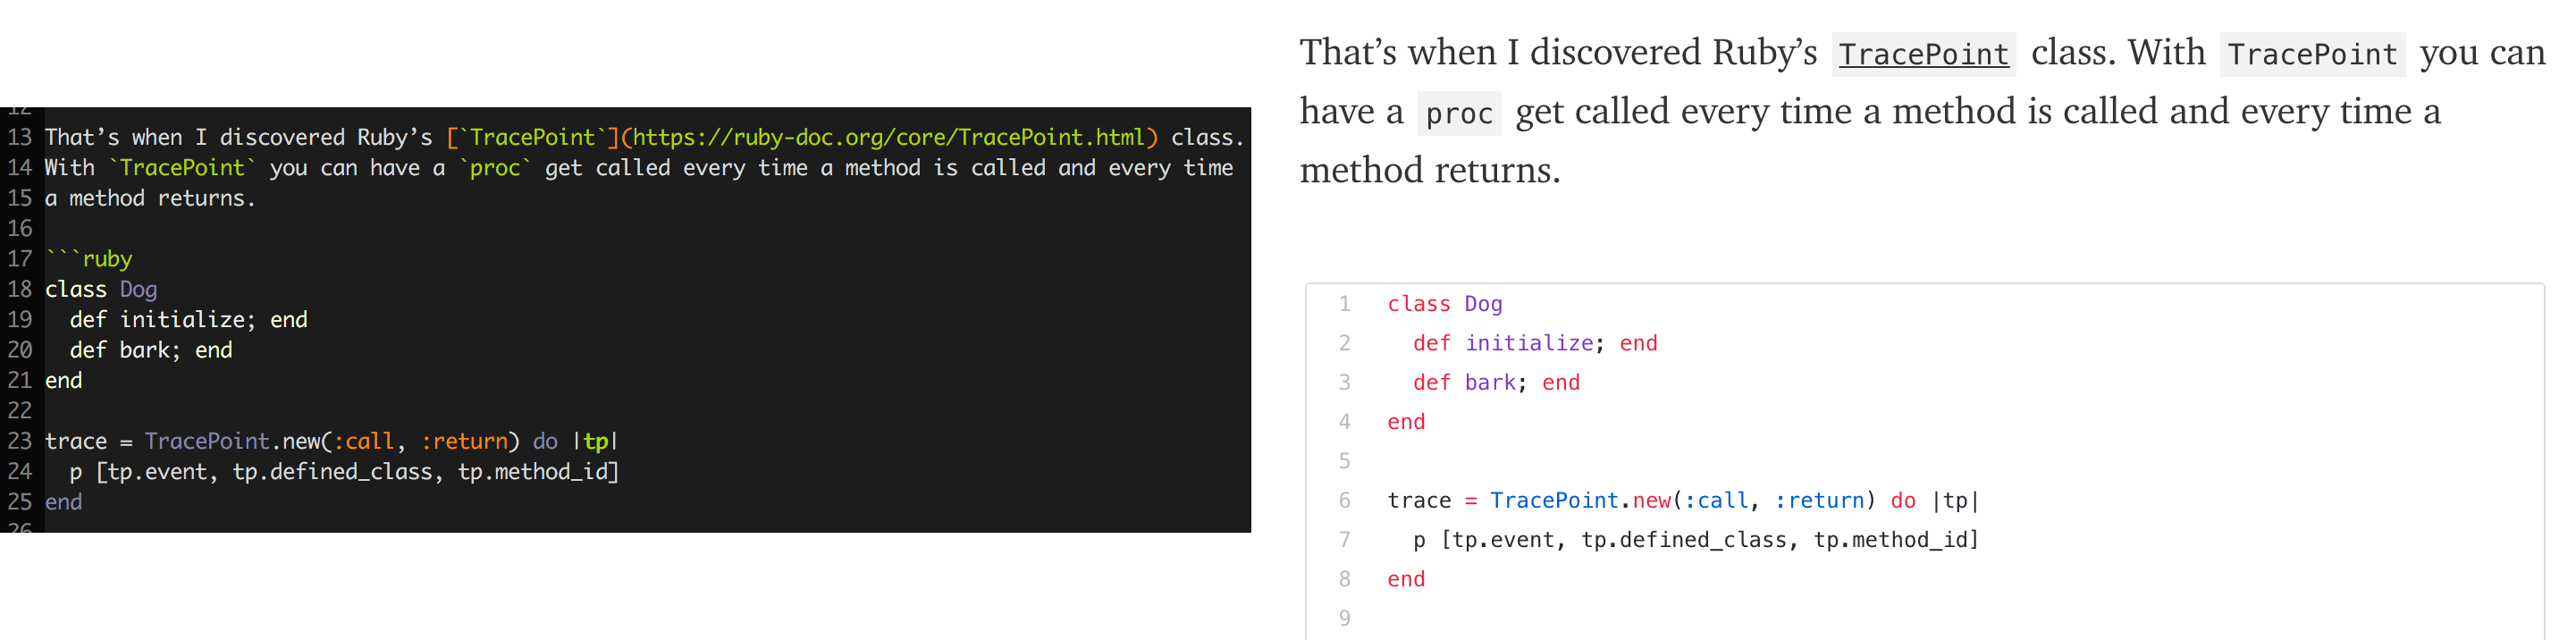 12
13 That’s when I discovered Ruby’s [`TracePoint`](https://ruby-doc.org/core/TracePoint.html) class.
14 With `TracePoint` you can have a `proc` get called every time a method is called and every time
15 a method returns.
16
17 ```ruby
18 class Dog
19   def initialize; end
20   def bark; end
21 end
22
23 trace = TracePoint.new(:call, :return) do |tp|
24   p [tp.event, tp.defined_class, tp.method_id]
25 end
26
That’s when I discovered Ruby’s TracePoint class. With TracePoint you can
have a proc get called every time a method is called and every time a
method returns.
1 class Dog
2   def initialize; end
3   def bark; end
4 end
5
6 trace = TracePoint.new(:call, :return) do |tp|
7   p [tp.event, tp.defined_class, tp.method_id]
8 end
9